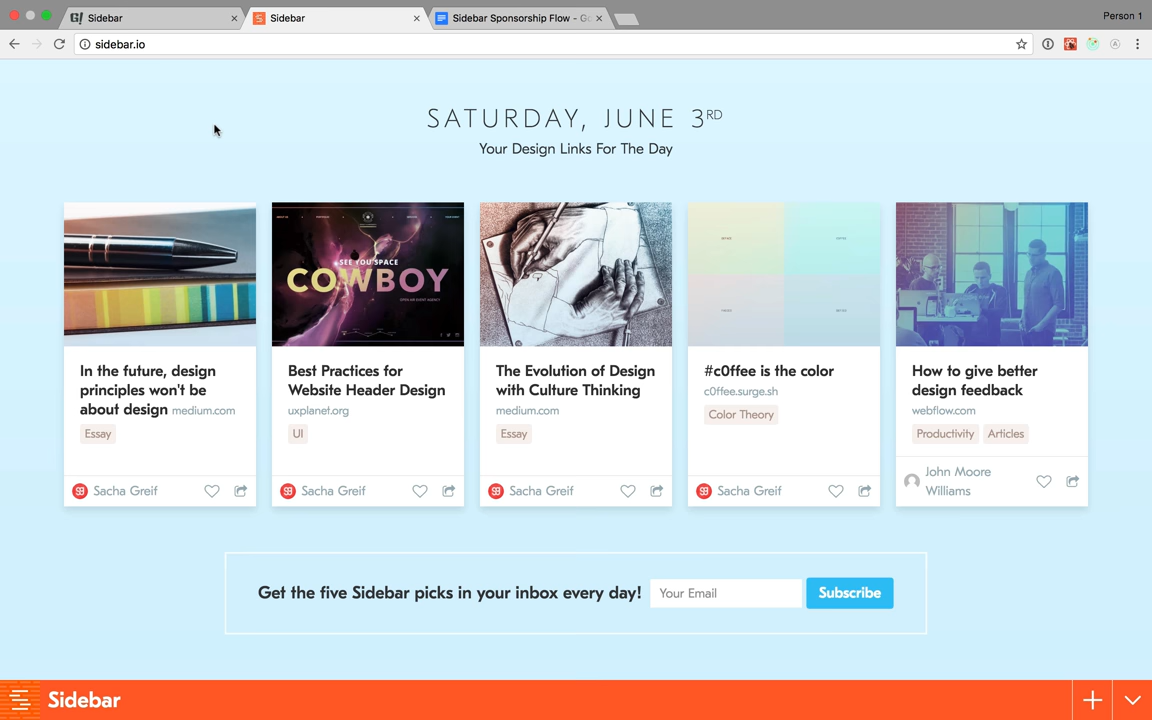 Sidebar
Sidebar
Sidebar Sponsorship Flow - Go
Person 1
sidebar.io
SATURDAY, JUNE 3RD
Your Design Links For The Day
SEE YOU SPACE
COWBOY
In the future, design
principles won't be
about design medium.com
Essay
Sacha Greif
Best Practices for
Website Header Design
uxplanet.org
UI
Sacha Greif
The Evolution of Design
with Culture Thinking
medium.com
Essay
Sacha Greif
#c0ffee is the color
c0ffee.surge.sh
Color Theory
Sacha Greif
How to give better
design feedback
webflow.com
Productivity Articles
John Moore
Williams
Get the five Sidebar picks in your inbox every day! Your Email Subscribe
Sidebar